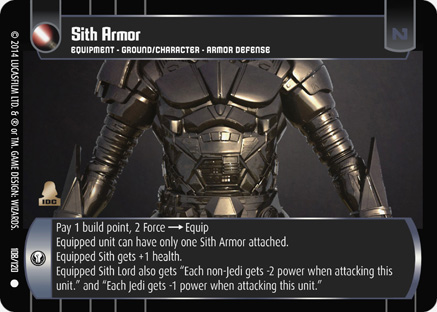 Sith Armor
EQUIPMENT - GROUND/CHARACTER - ARMOR DEFENSE
N
© 2014 LUCASFILM LTD. & ® or TM. GAME DESIGN: WIZARDS.
IDC
108/120
Pay 1 build point, 2 Force → Equip
Equipped unit can have only one Sith Armor attached.
Equipped Sith gets +1 health.
Equipped Sith Lord also gets “Each non-Jedi gets -2 power when attacking this
unit.” and “Each Jedi gets -1 power when attacking this unit.”